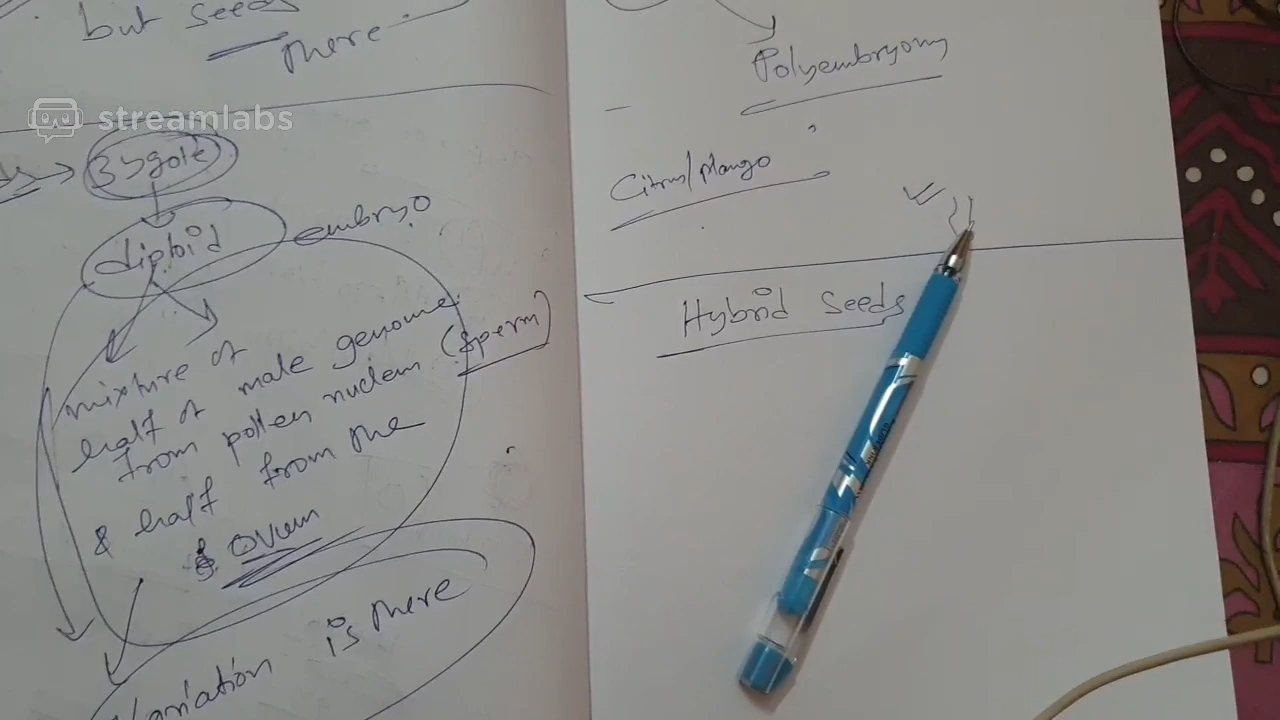 but seeds
there
streamlabs
Zygote
diploid
embryo
mixture of
half of male genome
from pollen nuclem (sperm)
& half from the
ovum
Variation is there
Polyembryony
Citrus/Mango
Hybrid Seeds